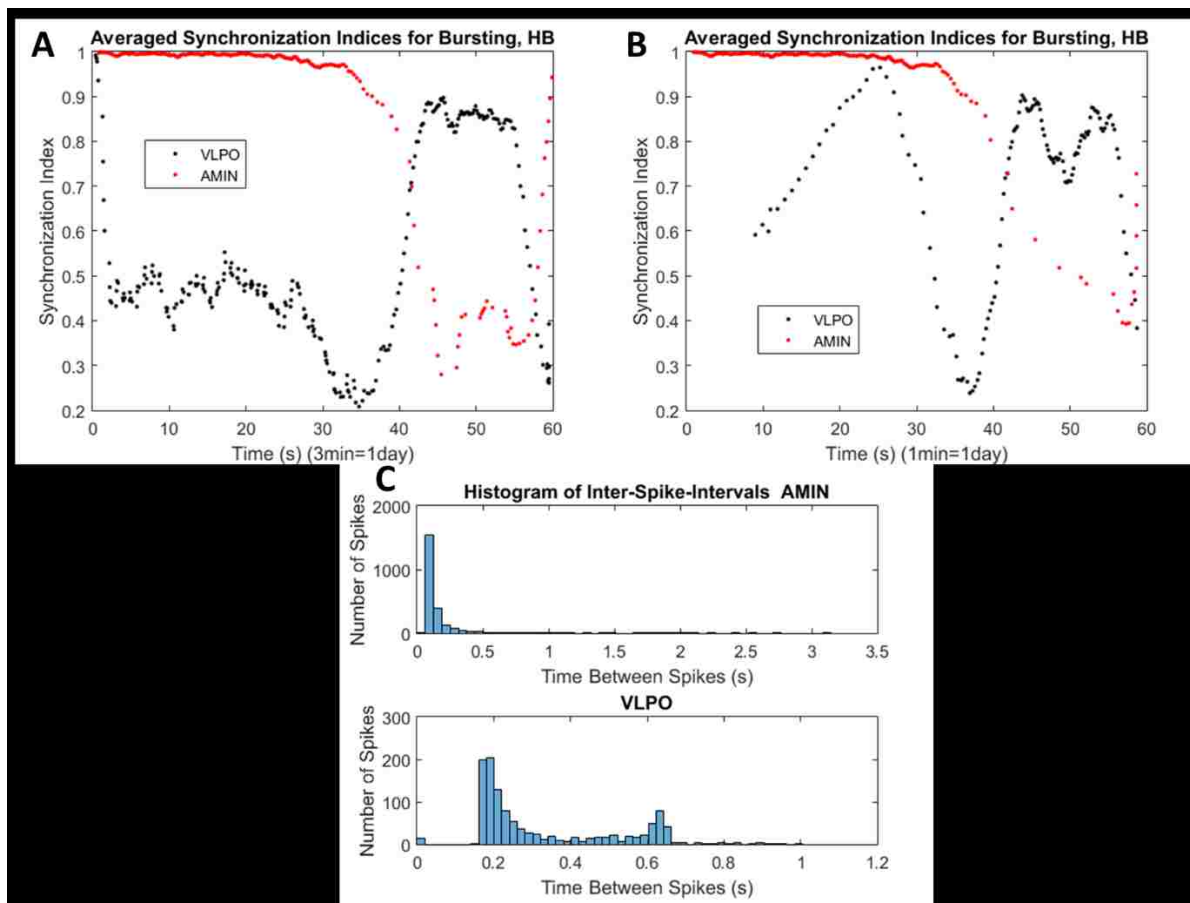 A
Averaged Synchronization Indices for Bursting, HB
1
0.9
0.8
0.7
0.6
0.5
0.4
0.3
0.2
Synchronization Index
VLPO
AMIN
0 10 20 30 40 50 60
Time (s) (3min=1day)
B
Averaged Synchronization Indices for Bursting, HB
1
0.9
0.8
0.7
0.6
0.5
0.4
0.3
0.2
Synchronization Index
VLPO
AMIN
0 10 20 30 40 50 60
Time (s) (1min=1day)
C
Histogram of Inter-Spike-Intervals AMIN
2000
1000
0
Number of Spikes
0 0.5 1 1.5 2 2.5 3 3.5
Time Between Spikes (s)
VLPO
300
200
100
0
Number of Spikes
0 0.2 0.4 0.6 0.8 1 1.2
Time Between Spikes (s)